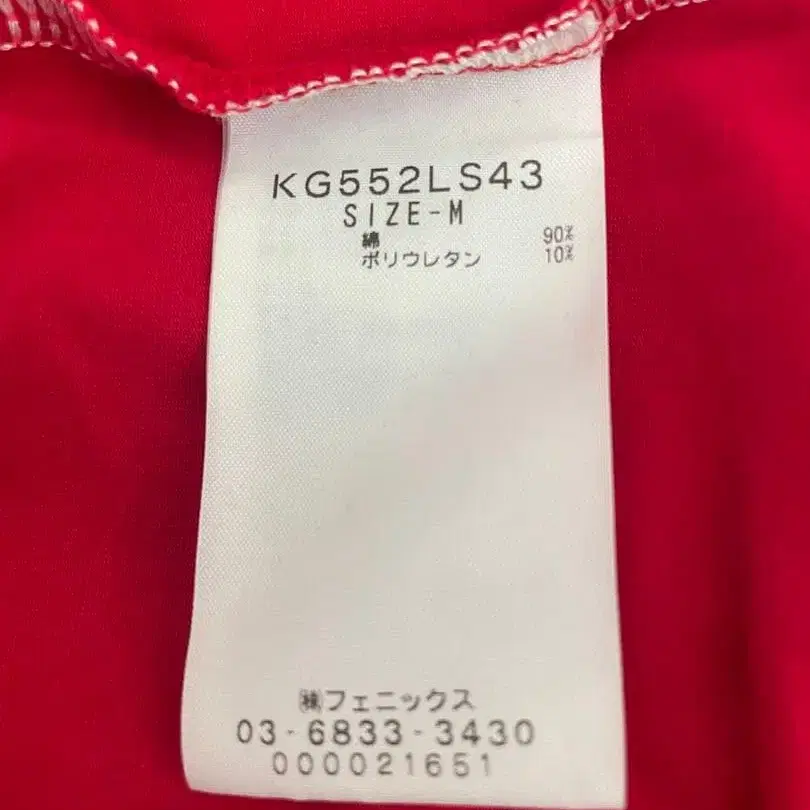 KG552LS43
SIZE-M
綿 90%
ポリウレタン 10%
㈱フェニックス
03-6833-3430
000021651